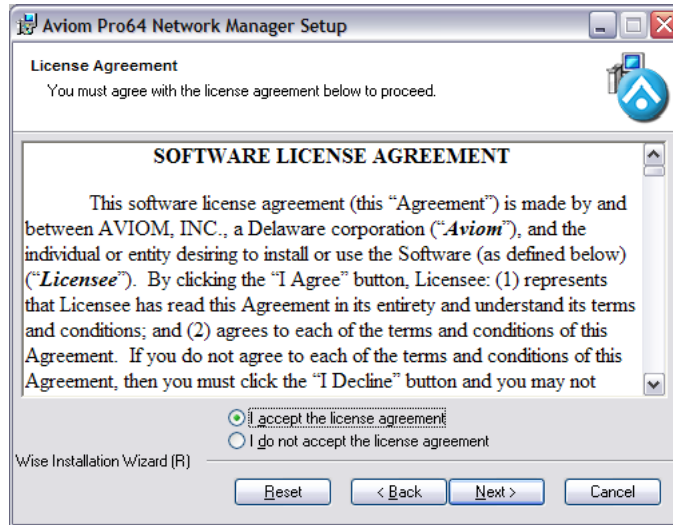 Aviom Pro64 Network Manager Setup
License Agreement
You must agree with the license agreement below to proceed.
SOFTWARE LICENSE AGREEMENT
This software license agreement (this “Agreement”) is made by and
between AVIOM, INC., a Delaware corporation (“Aviom”), and the
individual or entity desiring to install or use the Software (as defined below)
(“Licensee”).  By clicking the “I Agree” button, Licensee: (1) represents
that Licensee has read this Agreement in its entirety and understand its terms
and conditions; and (2) agrees to each of the terms and conditions of this
Agreement.  If you do not agree to each of the terms and conditions of this
Agreement, then you must click the “I Decline” button and you may not
I accept the license agreement
I do not accept the license agreement
Wise Installation Wizard (R)
Reset < Back Next > Cancel